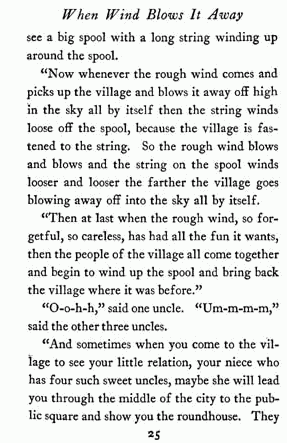 When Wind Blows It Away
see a big spool with a long string winding up
around the spool.
“Now whenever the rough wind comes and
picks up the village and blows it away off high
in the sky all by itself then the string winds
loose off the spool, because the village is fas-
tened to the string. So the rough wind blows
and blows and the string on the spool winds
looser and looser the farther the village goes
blowing away off into the sky all by itself.
“Then at last when the rough wind, so for-
getful, so careless, has had all the fun it wants,
then the people of the village all come together
and begin to wind up the spool and bring back
the village where it was before.”
“O-o-h-h,” said one uncle. “Um-m-m-m,”
said the other three uncles.
“And sometimes when you come to the vil-
lage to see your little relation, your niece who
has four such sweet uncles, maybe she will lead
you through the middle of the city to the pub-
lic square and show you the roundhouse. They
25